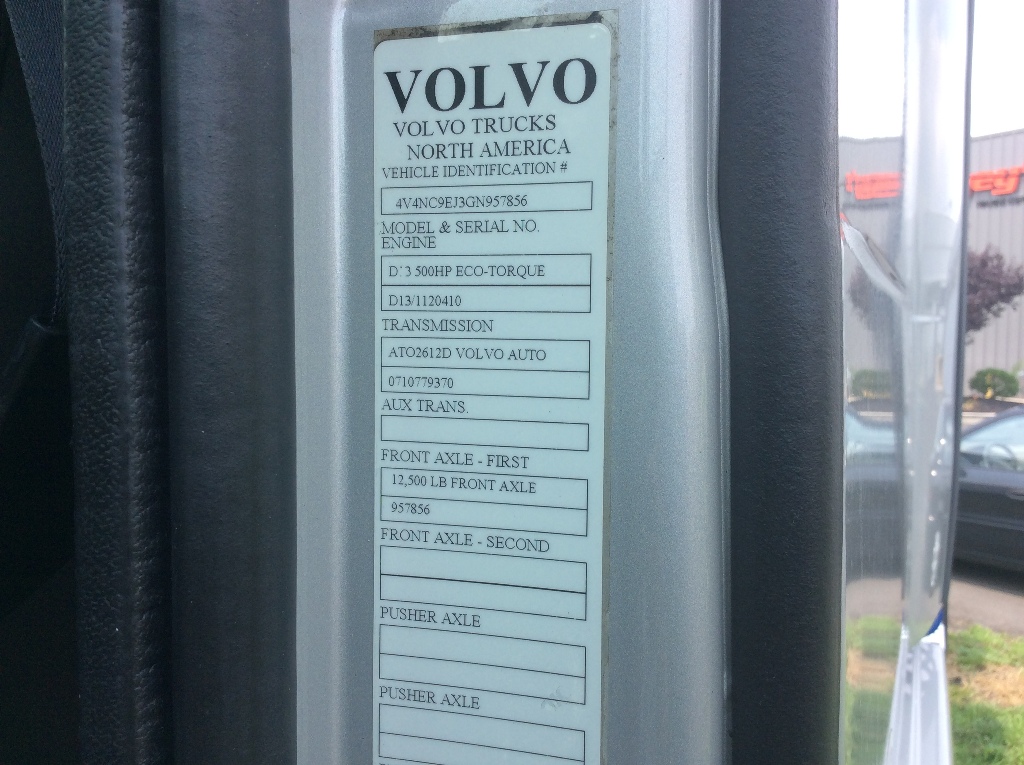 VOLVO
VOLVO TRUCKS
NORTH AMERICA
VEHICLE IDENTIFICATION #
4V4NC9EJ3GN957856
MODEL & SERIAL NO.
ENGINE
D13 500HP ECO-TORQUE
D13/1120410
TRANSMISSION
ATO2612D VOLVO AUTO
0710779370
AUX TRANS.
FRONT AXLE - FIRST
12,500 LB FRONT AXLE
957856
FRONT AXLE - SECOND
PUSHER AXLE
PUSHER AXLE